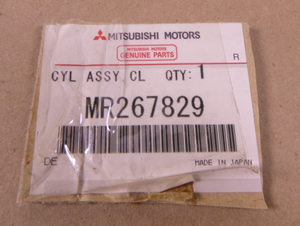 MITSUBISHI MOTORS
MITSUBISHI MOTORS
GENUINE PARTS
R
CYL ASSY, CL QTY: 1
MR267829
DE
MADE IN JAPAN